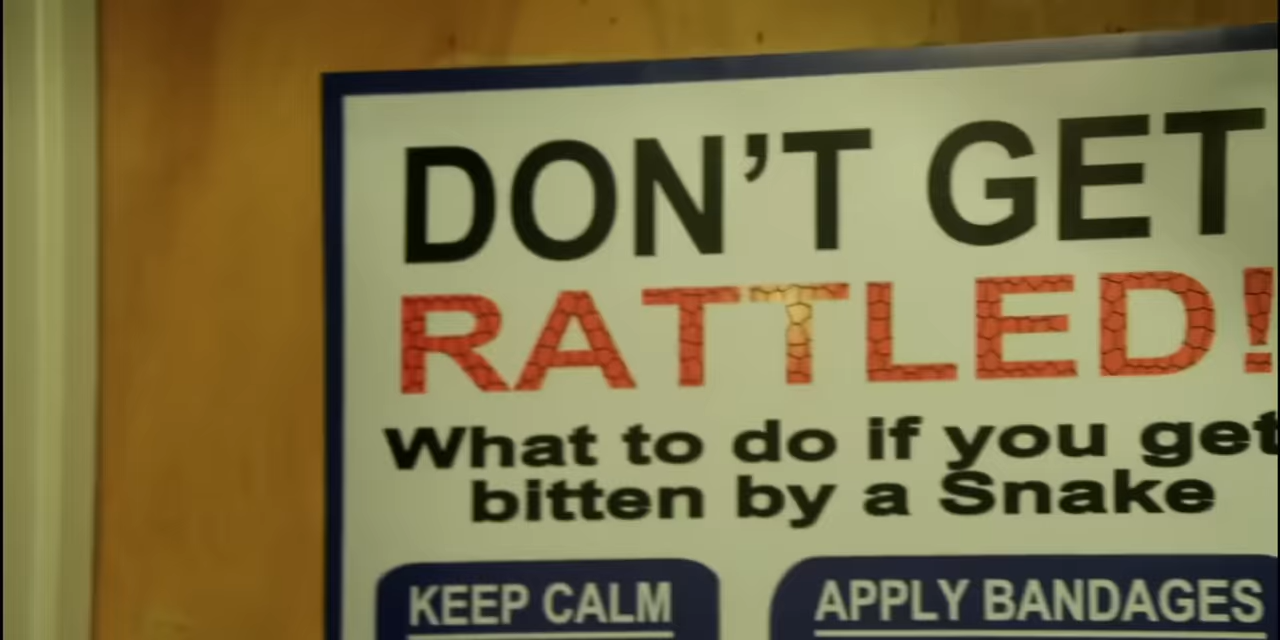 DON'T GET
RATTLED!
What to do if you get
bitten by a Snake
KEEP CALM
APPLY BANDAGES